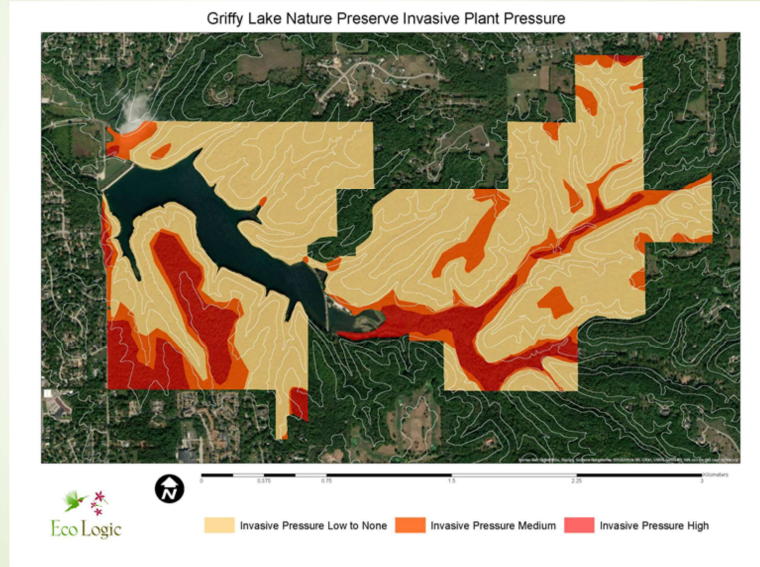 Griffy Lake Nature Preserve Invasive Plant Pressure
N
0 0.375 0.75 1.5 2.25 3
Kilometers
Eco Logic
Invasive Pressure Low to None Invasive Pressure Medium Invasive Pressure High